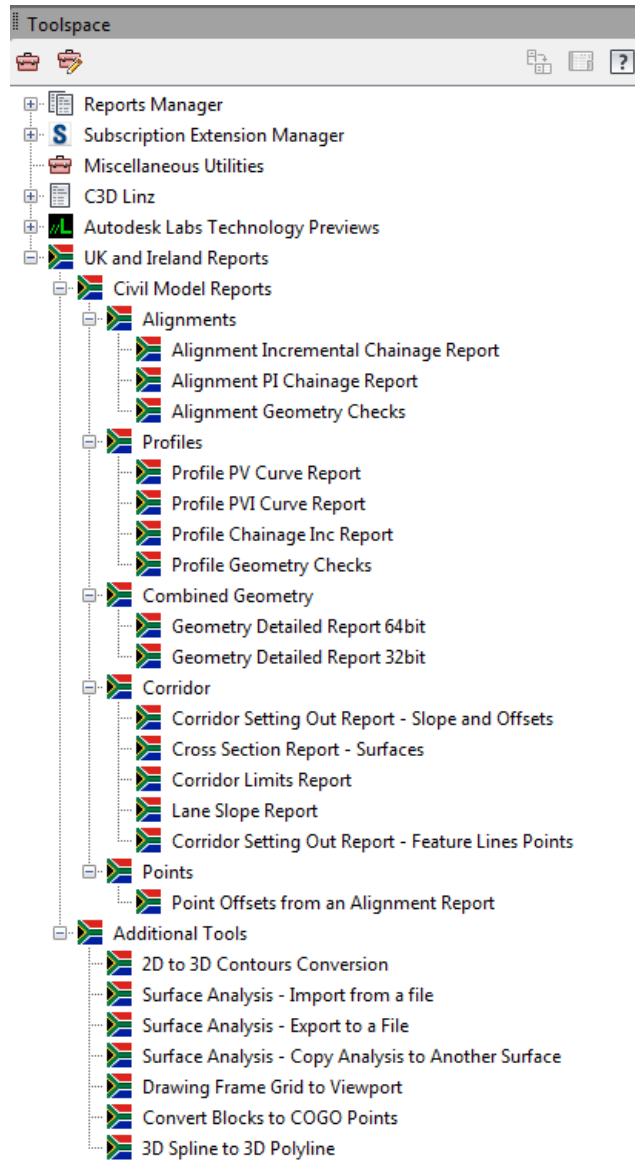 Toolspace
?
Reports Manager
S Subscription Extension Manager
Miscellaneous Utilities
C3D Linz
Autodesk Labs Technology Previews
UK and Ireland Reports
Civil Model Reports
Alignments
Alignment Incremental Chainage Report
Alignment PI Chainage Report
Alignment Geometry Checks
Profiles
Profile PV Curve Report
Profile PVI Curve Report
Profile Chainage Inc Report
Profile Geometry Checks
Combined Geometry
Geometry Detailed Report 64bit
Geometry Detailed Report 32bit
Corridor
Corridor Setting Out Report - Slope and Offsets
Cross Section Report - Surfaces
Corridor Limits Report
Lane Slope Report
Corridor Setting Out Report - Feature Lines Points
Points
Point Offsets from an Alignment Report
Additional Tools
2D to 3D Contours Conversion
Surface Analysis - Import from a file
Surface Analysis - Export to a File
Surface Analysis - Copy Analysis to Another Surface
Drawing Frame Grid to Viewport
Convert Blocks to COGO Points
3D Spline to 3D Polyline